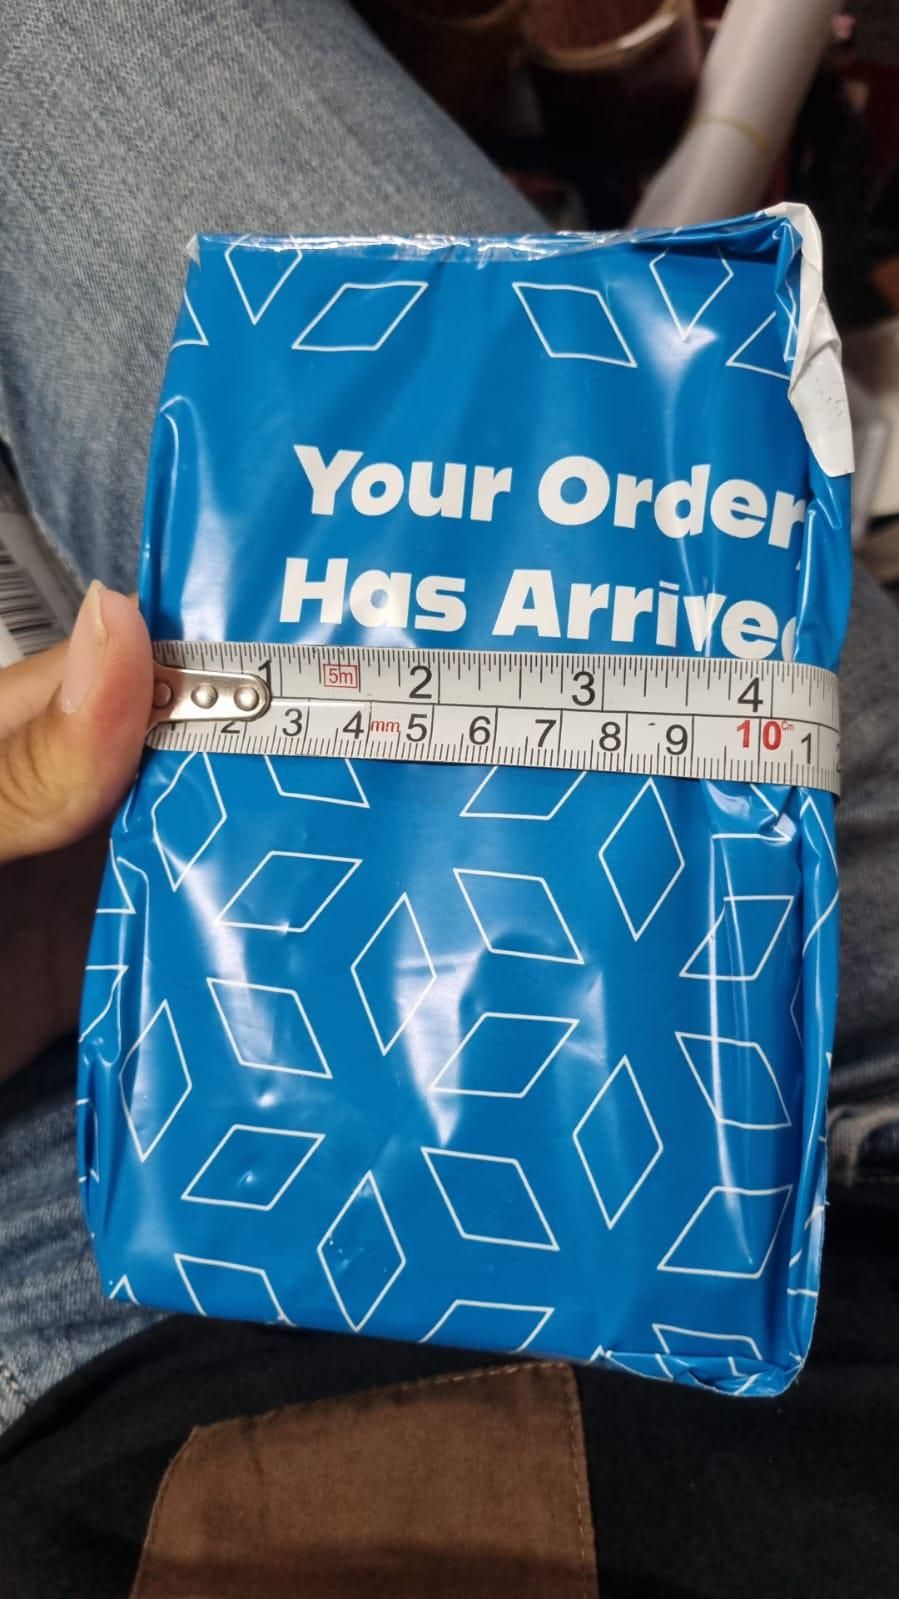 Your Order
Has Arrive
1 5m 2 3 4
2 3 4 mm 5 6 7 8 9 10 cm 1